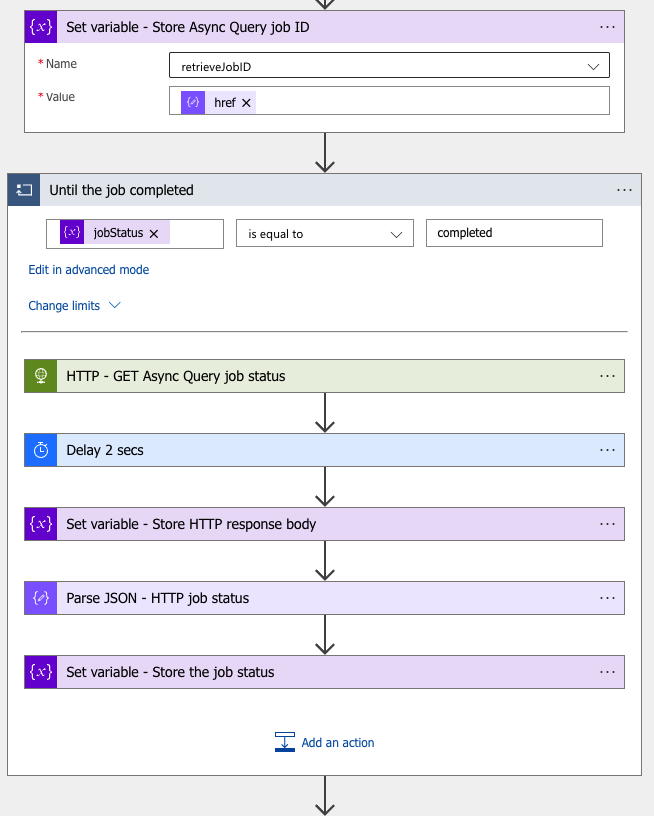 {x} Set variable - Store Async Query job ID ...
* Name retrieveJobID
* Value href ×
Until the job completed ...
{x} jobStatus × is equal to completed
Edit in advanced mode
Change limits
HTTP - GET Async Query job status ...
Delay 2 secs ...
{x} Set variable - Store HTTP response body ...
Parse JSON - HTTP job status ...
{x} Set variable - Store the job status ...
Add an action